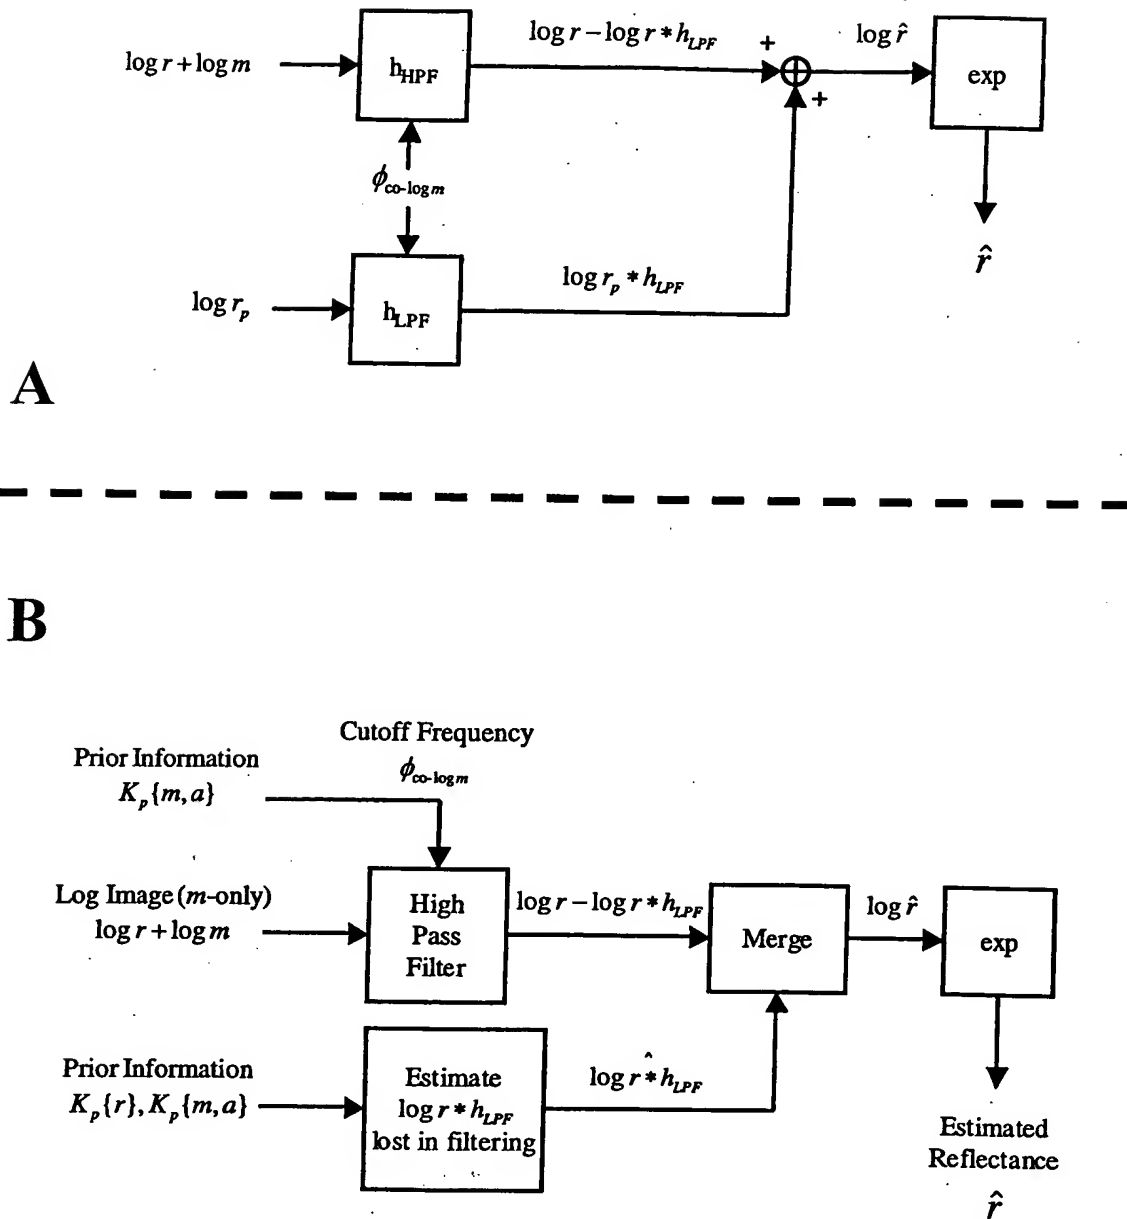 log r + log m
h_HPF
log r – log r * h_LPF
+
+
log r̂
exp
r̂
ϕ_co-log m
log r_p
h_LPF
log r_p * h_LPF
A
B
Cutoff Frequency
ϕ_co-log m
Prior Information
K_p{m, a}
Log Image (m-only)
log r + log m
High
Pass
Filter
log r – log r * h_LPF
Merge
log r̂
exp
Prior Information
K_p{r}, K_p{m, a}
Estimate
log r * h_LPF
lost in filtering
log r *̂ h_LPF
Estimated
Reflectance
r̂